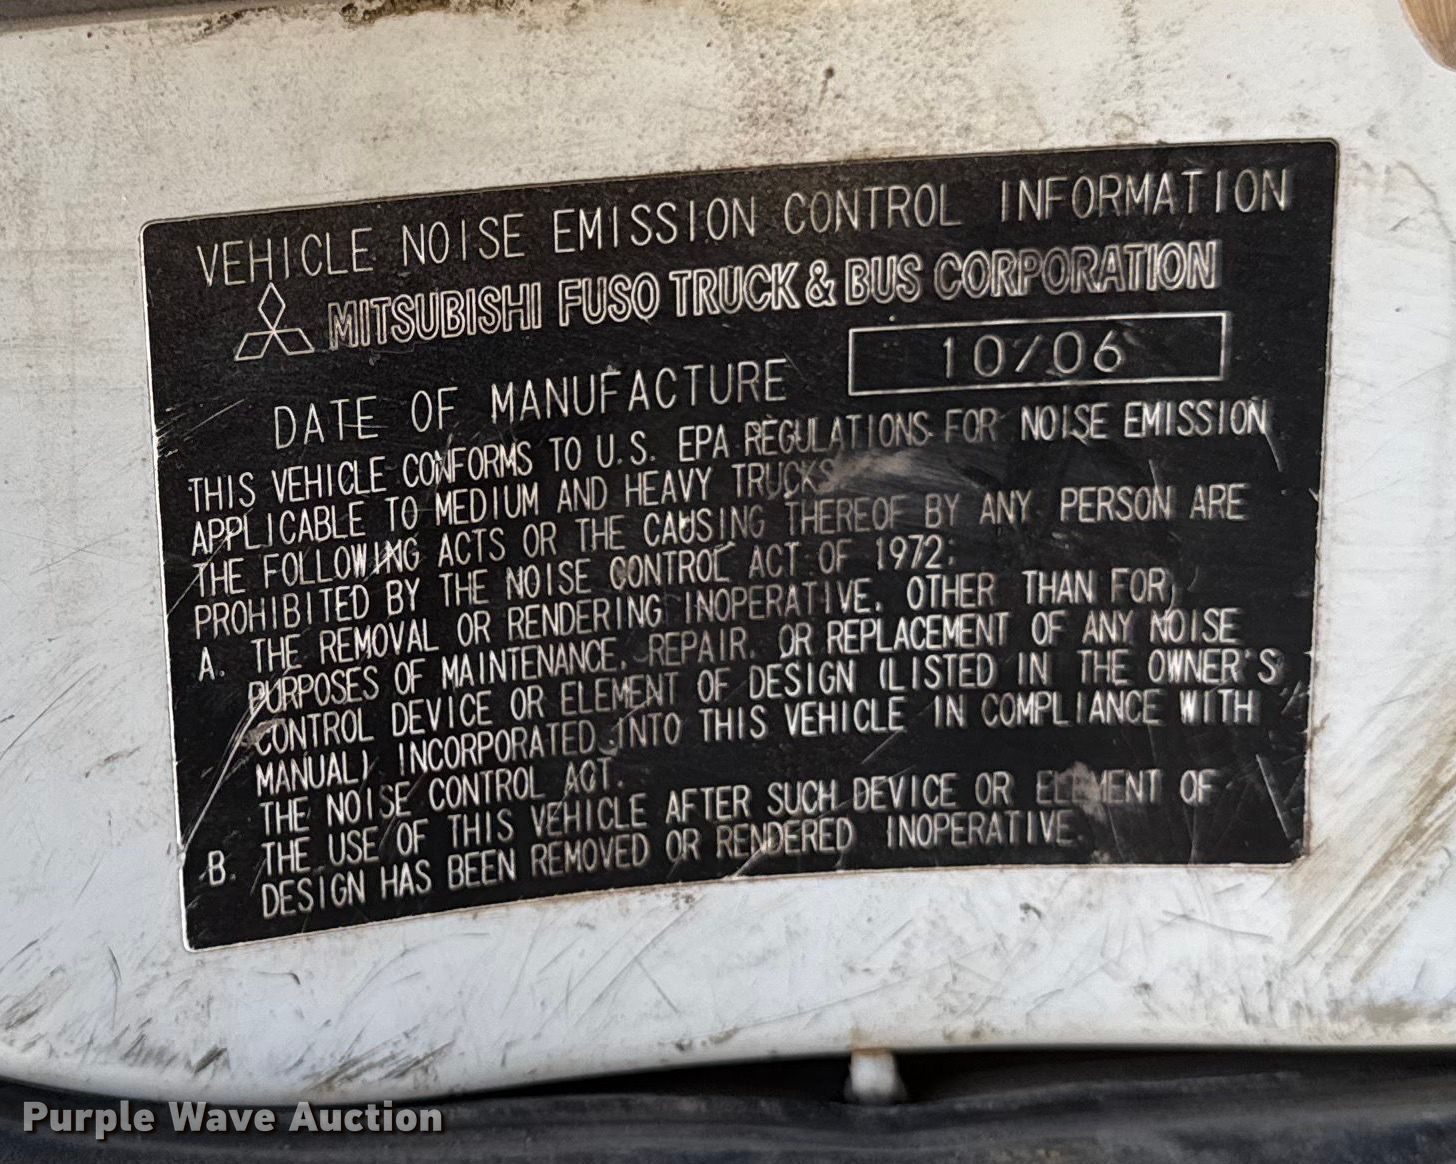 VEHICLE NOISE EMISSION CONTROL INFORMATION
MITSUBISHI FUSO TRUCK & BUS CORPORATION
DATE OF MANUFACTURE 10/06
THIS VEHICLE CONFORMS TO U.S. EPA REGULATIONS FOR NOISE EMISSION
APPLICABLE TO MEDIUM AND HEAVY TRUCKS
THE FOLLOWING ACTS OR THE CAUSING THEREOF BY ANY PERSON ARE
PROHIBITED BY THE NOISE CONTROL ACT OF 1972:
A. THE REMOVAL OR RENDERING INOPERATIVE, OTHER THAN FOR
PURPOSES OF MAINTENANCE, REPAIR, OR REPLACEMENT OF ANY NOISE
CONTROL DEVICE OR ELEMENT OF DESIGN (LISTED IN THE OWNER'S
MANUAL) INCORPORATED INTO THIS VEHICLE IN COMPLIANCE WITH
THE NOISE CONTROL ACT.
B. THE USE OF THIS VEHICLE AFTER SUCH DEVICE OR ELEMENT OF
DESIGN HAS BEEN REMOVED OR RENDERED INOPERATIVE.
Purple Wave Auction